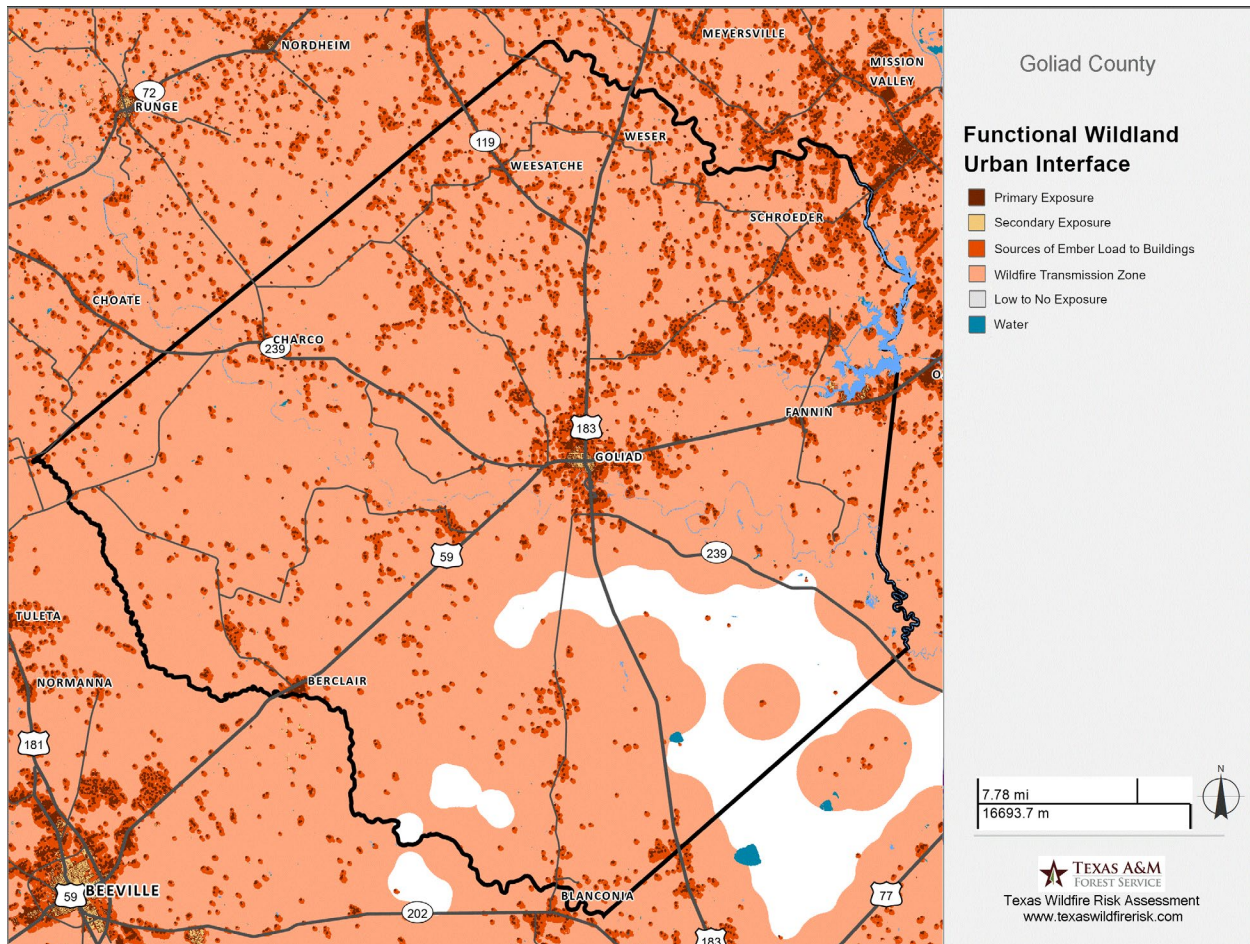 NORDHEIM
MEYERSVILLE
MISSION
VALLEY
72
RUNGE
119
WESER
WEESATCHE
SCHROEDER
CHOATE
CHARCO
239
O
FANNIN
183
GOLIAD
59
239
TULETA
NORMANNA
BERCLAIR
181
BEEVILLE
59
BLANCONIA
202
77
183
Goliad County
Functional Wildland
Urban Interface
Primary Exposure
Secondary Exposure
Sources of Ember Load to Buildings
Wildfire Transmission Zone
Low to No Exposure
Water
N
7.78 mi
16693.7 m
TEXAS A&M
FOREST SERVICE
Texas Wildfire Risk Assessment
www.texaswildfirerisk.com